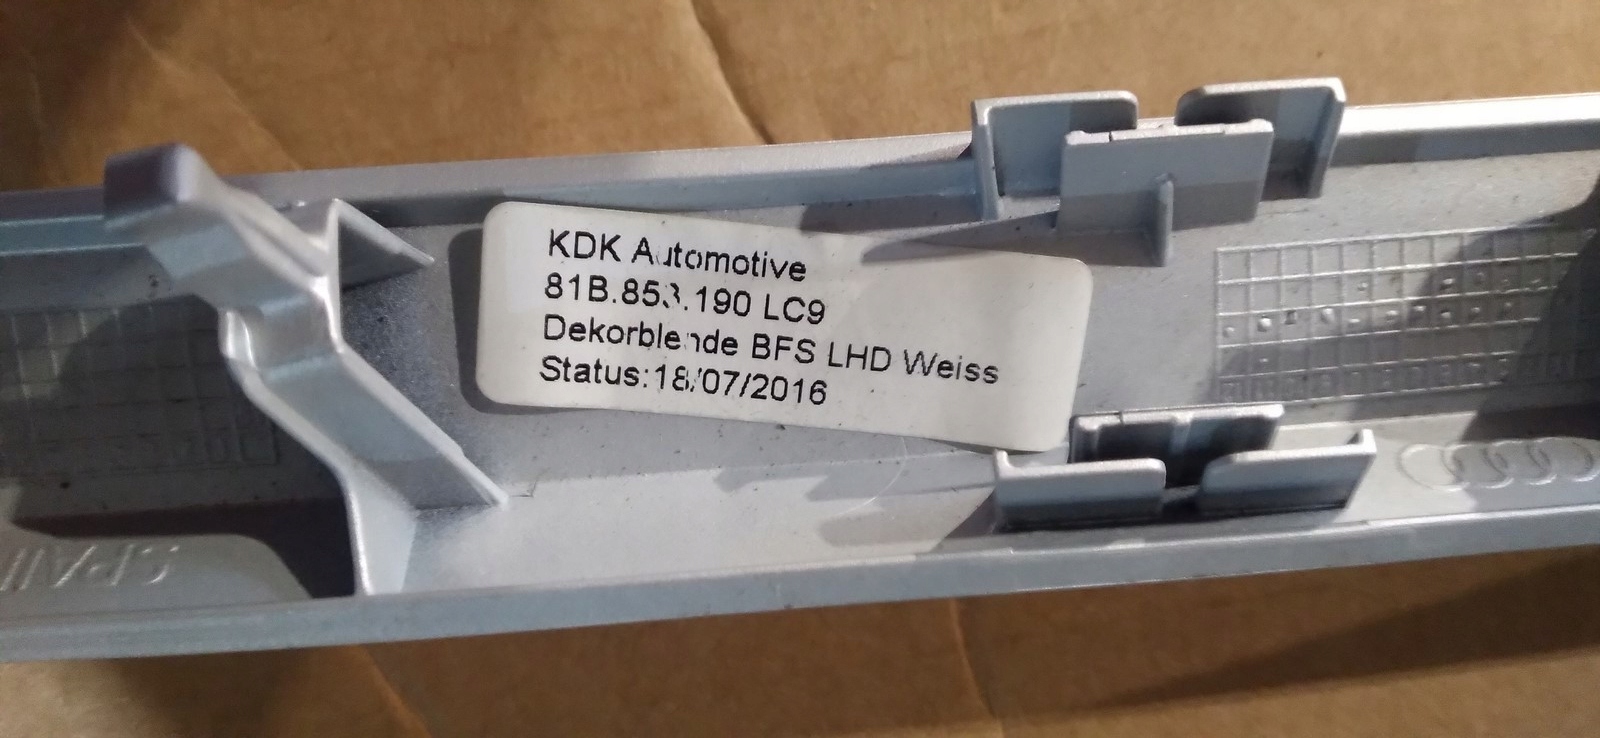 KDK Automotive
81B.853.190 LC9
Dekorblende BFS LHD Weiss
Status:18/07/2016